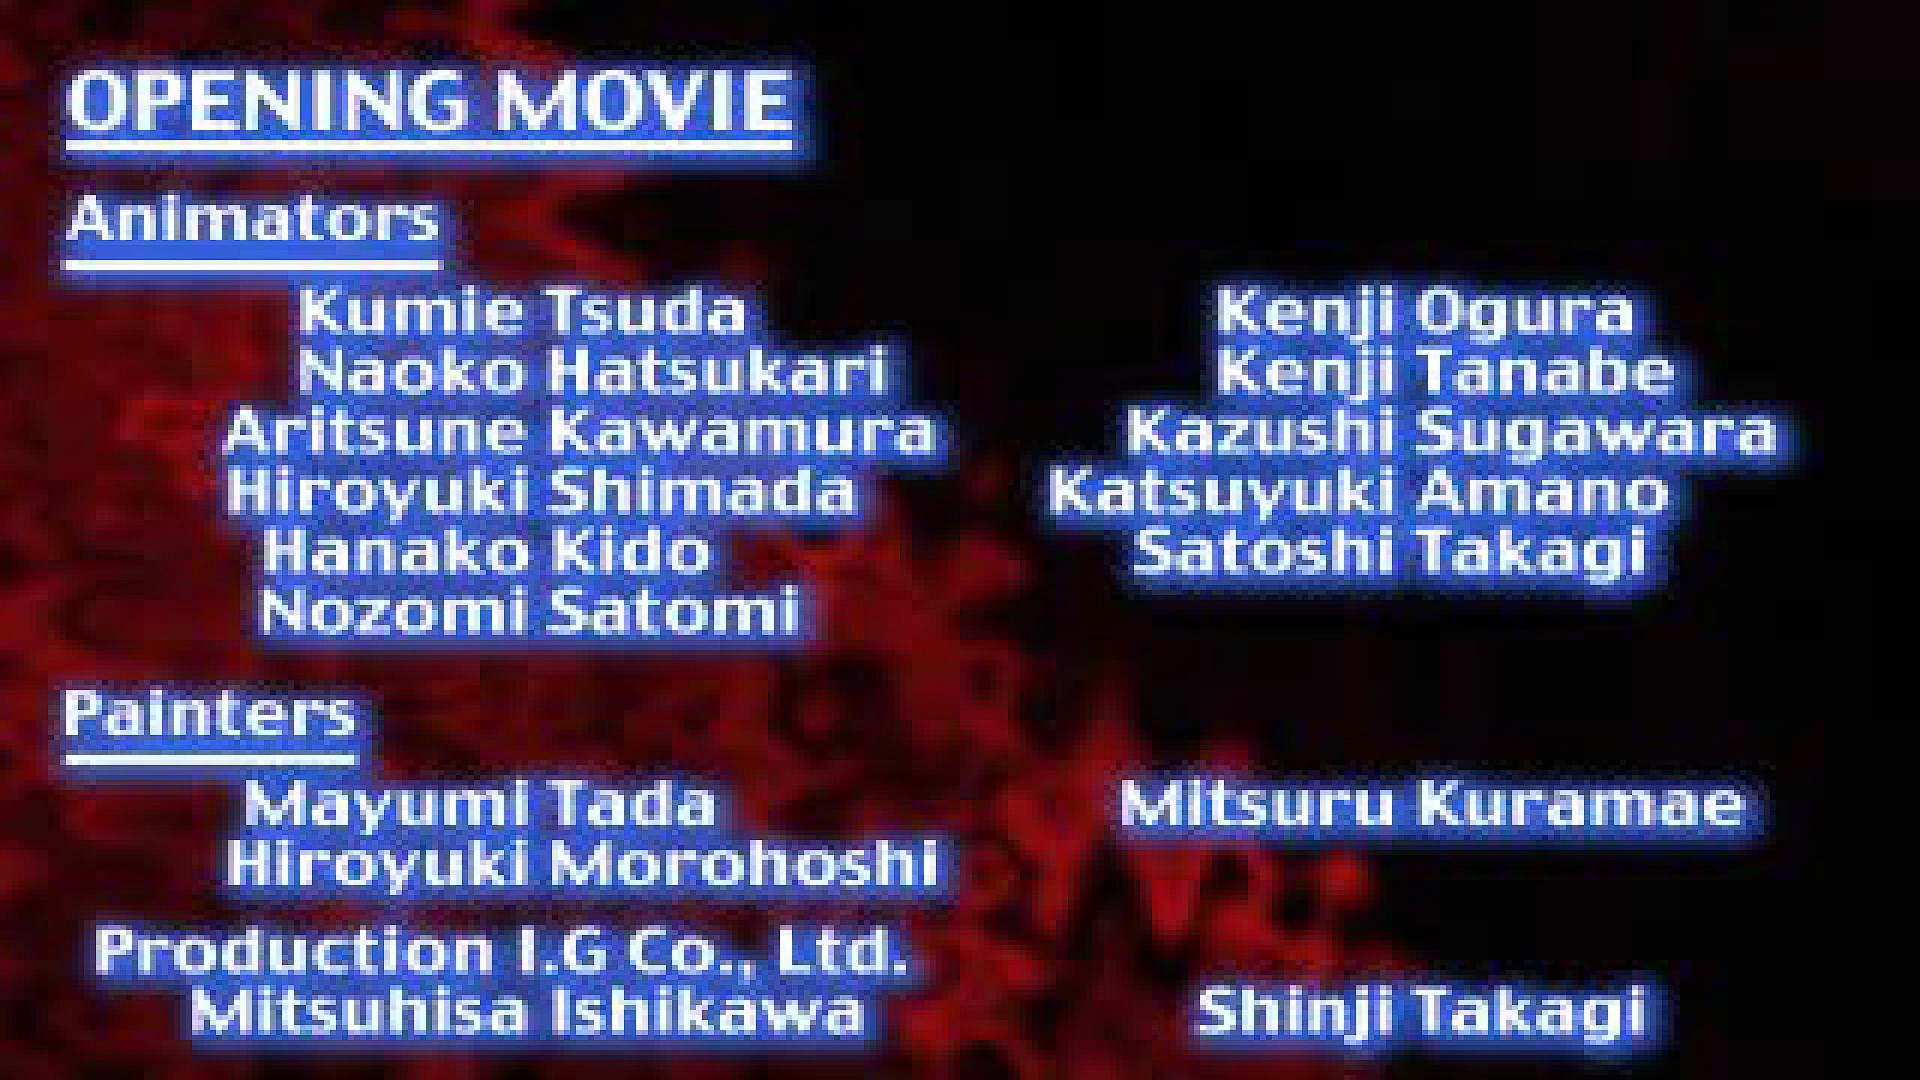 OPENING MOVIE
Animators
Kumie Tsuda Kenji Ogura
Naoko Hatsukari Kenji Tanabe
Aritsune Kawamura Kazushi Sugawara
Hiroyuki Shimada Katsuyuki Amano
Hanako Kido Satoshi Takagi
Nozomi Satomi
Painters
Mayumi Tada Mitsuru Kuramae
Hiroyuki Morohoshi
Production I.G Co., Ltd.
Mitsuhisa Ishikawa Shinji Takagi